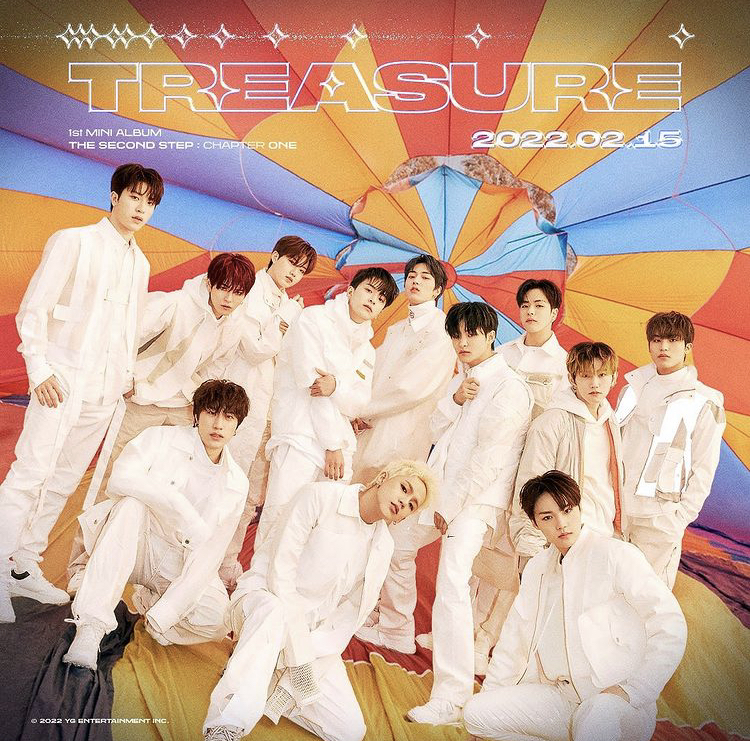 TREASURE
1st MINI ALBUM
THE SECOND STEP : CHAPTER ONE
2022.02.15
© 2022 YG ENTERTAINMENT INC.